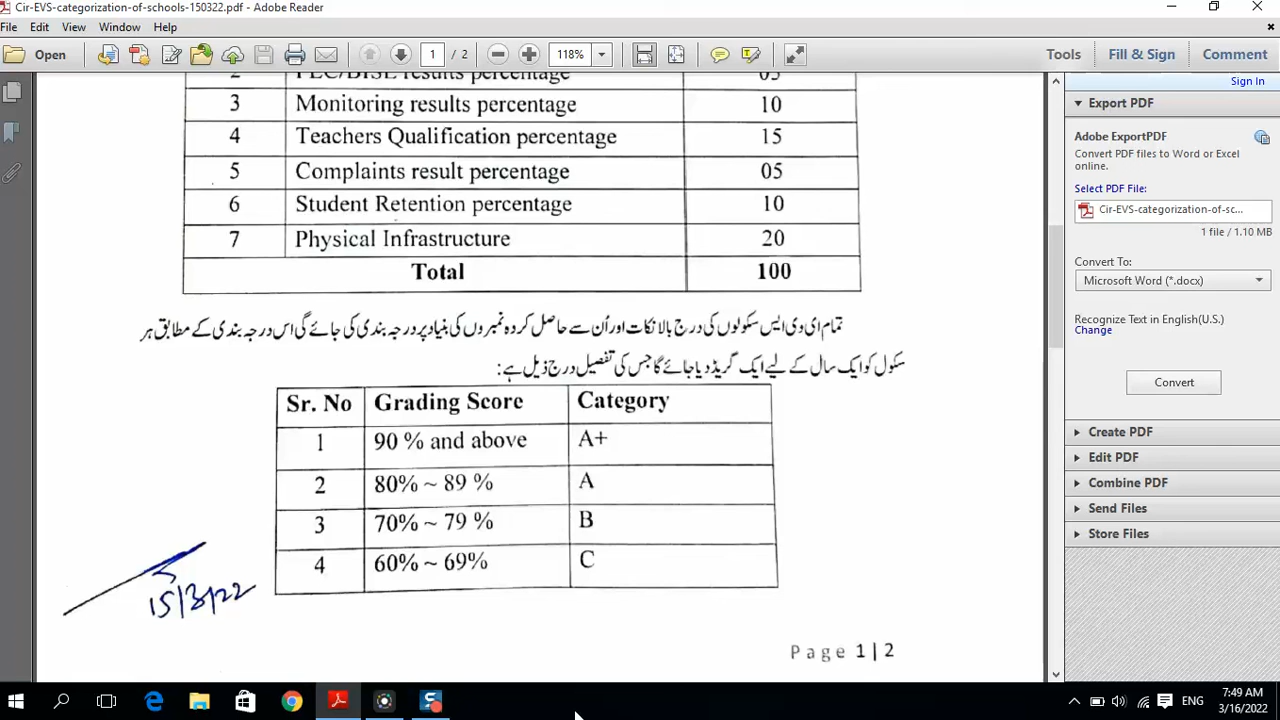 Cir-EVS-categorization-of-schools-150322.pdf - Adobe Reader
File Edit View Window Help
Open 1 / 2 118% Tools Fill & Sign Comment
Sign In
Export PDF
Adobe ExportPDF
Convert PDF files to Word or Excel
online.
Select PDF File:
Cir-EVS-categorization-of-sc...
1 file / 1.10 MB
Convert To:
Microsoft Word (*.docx)
Recognize Text in English(U.S.)
Change
Convert
Create PDF
Edit PDF
Combine PDF
Send Files
Store Files
2 PEC/BISE results percentage 05
3 Monitoring results percentage 10
4 Teachers Qualification percentage 15
5 Complaints result percentage 05
6 Student Retention percentage 10
7 Physical Infrastructure 20
Total 100
تمام ای وی ایس سکولوں کی درج بالا نکات اور اُن سے حاصل کردہ نمبروں کی بنیاد پر درجہ بندی کی جائے گی اس درجہ بندی کے مطابق ہر
سکول کو ایک سال کے لیے ایک گریڈ دیا جائے گا جس کی تفصیل درج ذیل ہے:
Sr. No Grading Score Category
1 90 % and above A+
2 80% ~ 89 % A
3 70% ~ 79 % B
4 60% ~ 69% C
15/3/22
Page 1|2
ENG
7:49 AM
3/16/2022